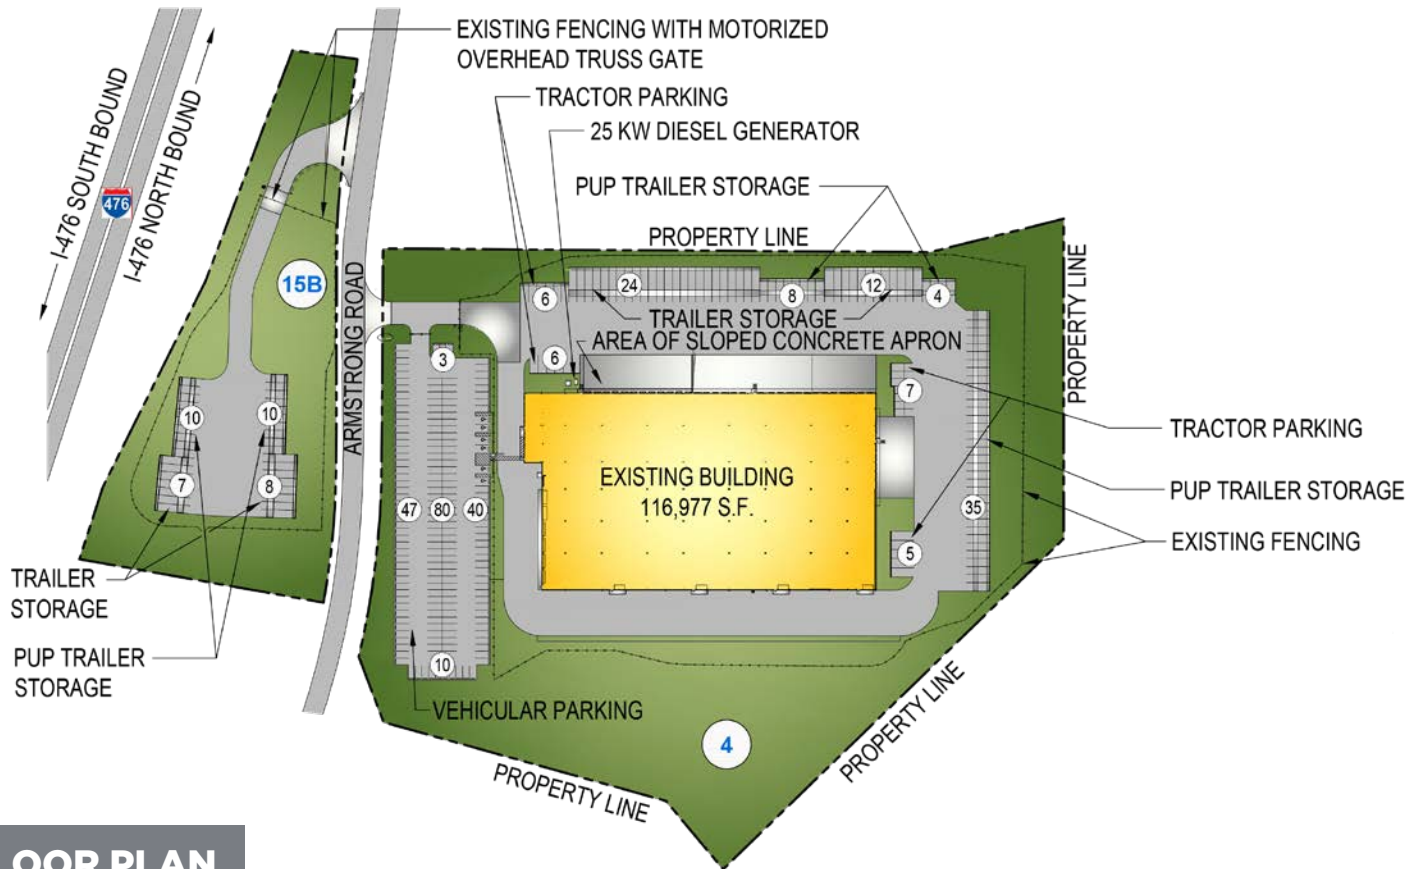 EXISTING FENCING WITH MOTORIZED
OVERHEAD TRUSS GATE
TRACTOR PARKING
25 KW DIESEL GENERATOR
PUP TRAILER STORAGE
I-476 SOUTH BOUND
I-476 NORTH BOUND
476
15B
ARMSTRONG ROAD
PROPERTY LINE
PROPERTY LINE
6
24
8
12
4
TRAILER STORAGE
AREA OF SLOPED CONCRETE APRON
3
6
7
10
10
7
8
EXISTING BUILDING
116,977 S.F.
47
80
40
35
5
10
TRACTOR PARKING
PUP TRAILER STORAGE
EXISTING FENCING
TRAILER
STORAGE
PUP TRAILER
STORAGE
VEHICULAR PARKING
4
PROPERTY LINE
PROPERTY LINE
OOR PLAN